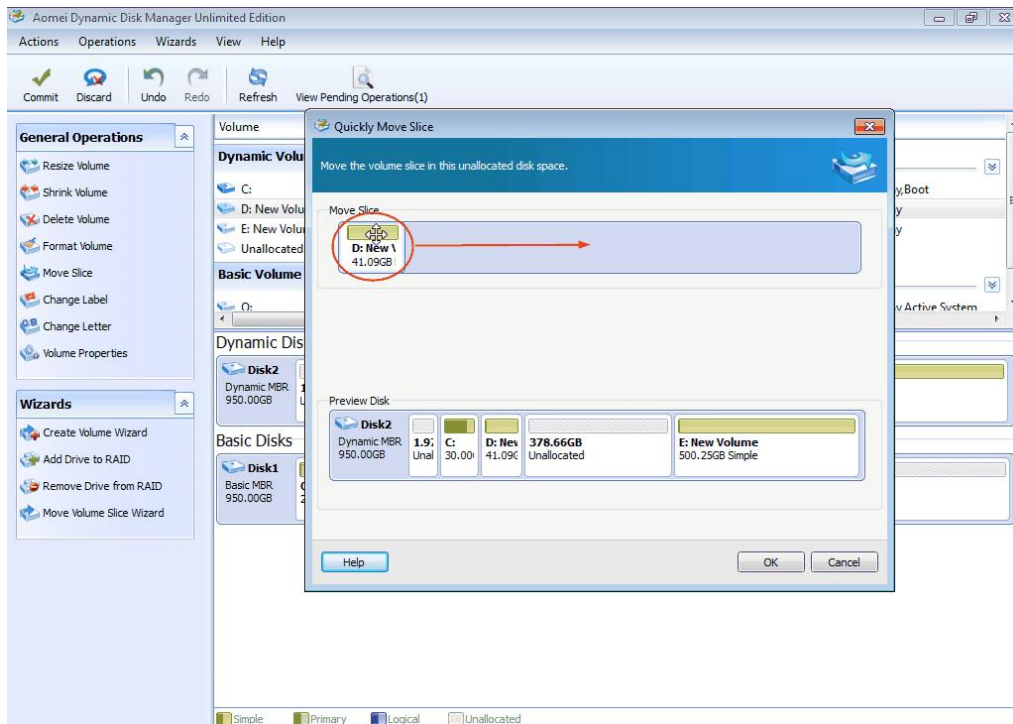 Aomei Dynamic Disk Manager Unlimited Edition
Actions Operations Wizards View Help
Commit Discard Undo Redo Refresh View Pending Operations(1)
General Operations
Resize Volume
Shrink Volume
Delete Volume
Format Volume
Move Slice
Change Label
Change Letter
Volume Properties
Wizards
Create Volume Wizard
Add Drive to RAID
Remove Drive from RAID
Move Volume Slice Wizard
Volume
Dynamic Volu
C:
D: New Volu
E: New Volu
Unallocated
Basic Volume
O:
y,Boot
y
y
y Active System
Dynamic Dis
Disk2
Dynamic MBR
950.00GB
Basic Disks
Disk1
Basic MBR
950.00GB
Quickly Move Slice
Move the volume slice in this unallocated disk space.
Move Slice
D: New \
41.09GB
Preview Disk
Disk2
Dynamic MBR
950.00GB
1.9
Unal
C:
30.00
D: Nev
41.09
378.66GB
Unallocated
E: New Volume
500.25GB Simple
Help OK Cancel
Simple Primary Logical Unallocated